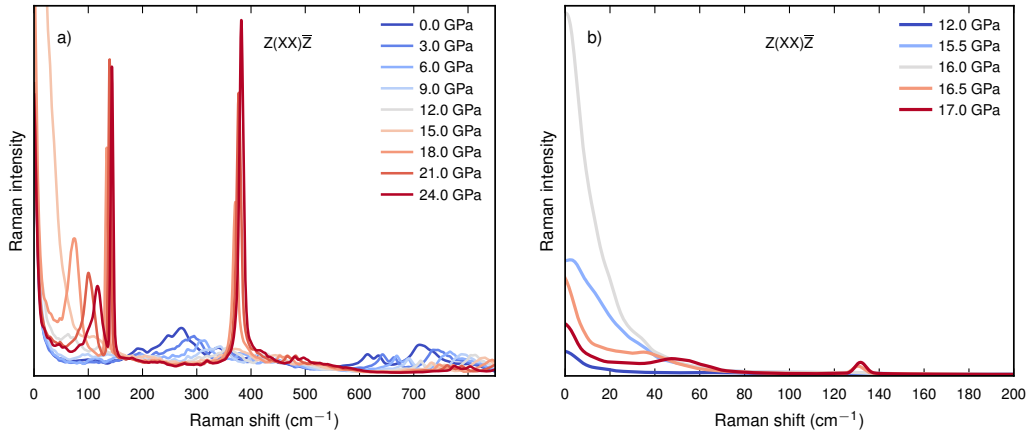 a)
Z(XX)Z̅
0.0 GPa
3.0 GPa
6.0 GPa
9.0 GPa
12.0 GPa
15.0 GPa
18.0 GPa
21.0 GPa
24.0 GPa
Raman intensity
0 100 200 300 400 500 600 700 800
Raman shift (cm⁻¹)
b)
Z(XX)Z̅
12.0 GPa
15.5 GPa
16.0 GPa
16.5 GPa
17.0 GPa
Raman intensity
0 20 40 60 80 100 120 140 160 180 200
Raman shift (cm⁻¹)